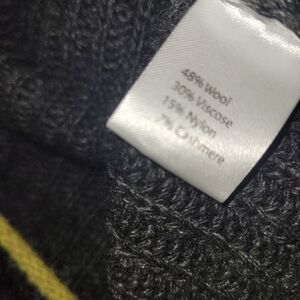 48% Wool
30% Viscose
15% Nylon
7% Cashmere